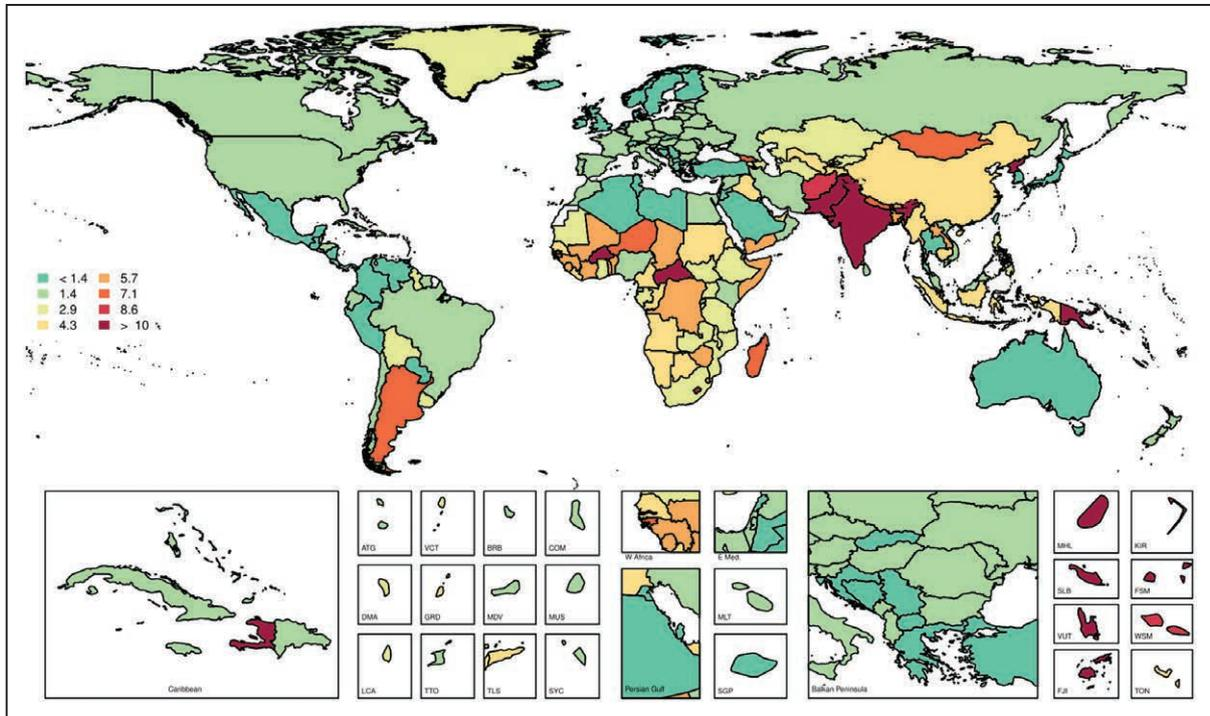 < 1.4 5.7
1.4 7.1
2.9 8.6
4.3 > 10
ATG VCT BRB COM
DMA GRD MDV MUS
LCA TTO TLS SYC
Caribbean
W Africa E Med.
MLT
Persian Gulf SGP
Balkan Peninsula
MHL KIR
SLB FSM
VUT WSM
FJI TON